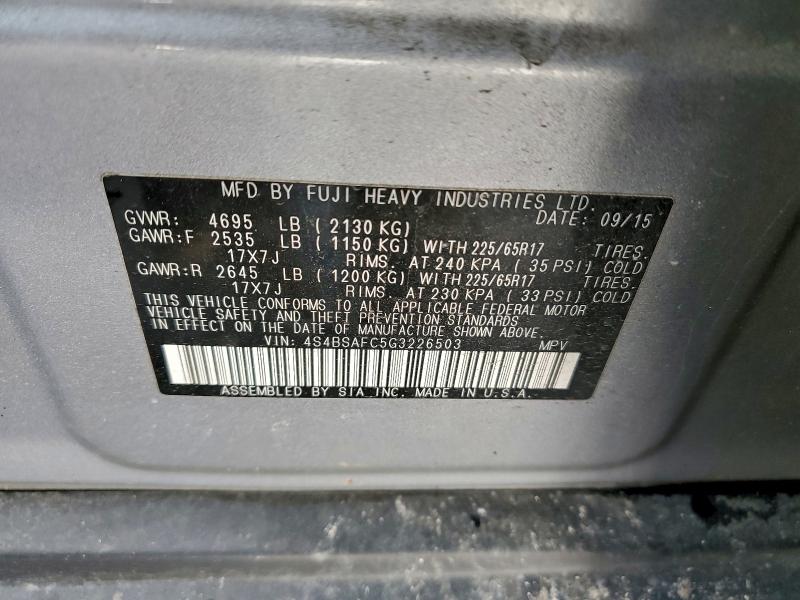 MFD BY FUJI HEAVY INDUSTRIES LTD.
DATE: 09/15
GVWR: 4695 LB ( 2130 KG)
GAWR:F 2535 LB ( 1150 KG) WITH 225/65R17 TIRES,
17X7J RIMS, AT 240 KPA ( 35 PSI) COLD
GAWR:R 2645 LB ( 1200 KG) WITH 225/65R17 TIRES,
17X7J RIMS, AT 230 KPA ( 33 PSI) COLD
THIS VEHICLE CONFORMS TO ALL APPLICABLE FEDERAL MOTOR
VEHICLE SAFETY AND THEFT PREVENTION STANDARDS
IN EFFECT ON THE DATE OF MANUFACTURE SHOWN ABOVE.
VIN: 4S4BSAFC5G3226503 MPV
ASSEMBLED BY SIA INC. MADE IN U.S.A.